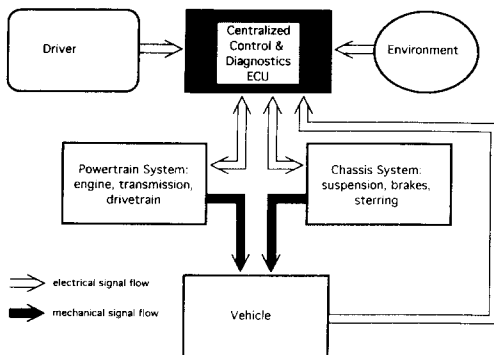 Driver
Centralized
Control &
Diagnostics
ECU
Environment
Powertrain System:
engine, transmission,
drivetrain
Chassis System:
suspension, brakes,
sterring
electrical signal flow
mechanical signal flow
Vehicle